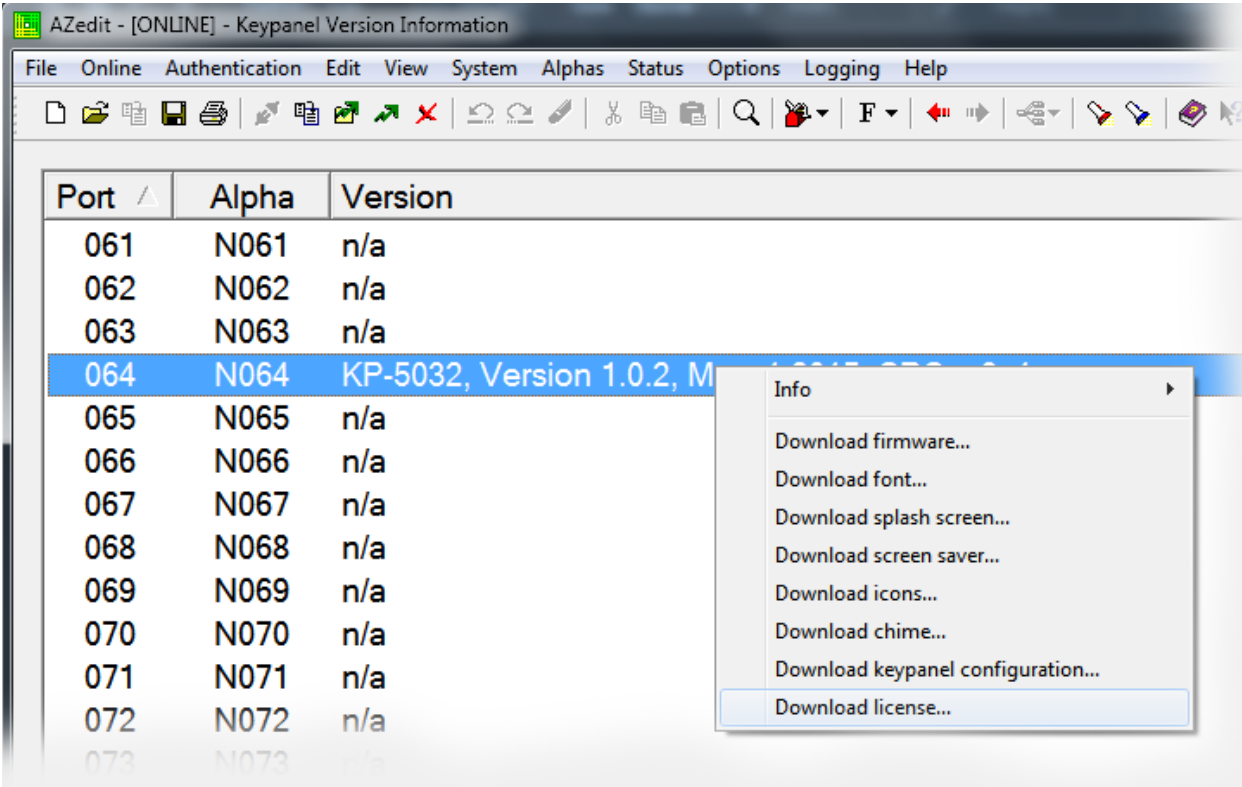 AZedit - [ONLINE] - Keypanel Version Information
File Online Authentication Edit View System Alphas Status Options Logging Help
F
Port Alpha Version
061 N061 n/a
062 N062 n/a
063 N063 n/a
064 N064 KP-5032, Version 1.0.2,
065 N065 n/a
066 N066 n/a
067 N067 n/a
068 N068 n/a
069 N069 n/a
070 N070 n/a
071 N071 n/a
072 N072 n/a
073 N073 n/a
Info
Download firmware...
Download font...
Download splash screen...
Download screen saver...
Download icons...
Download chime...
Download keypanel configuration...
Download license...